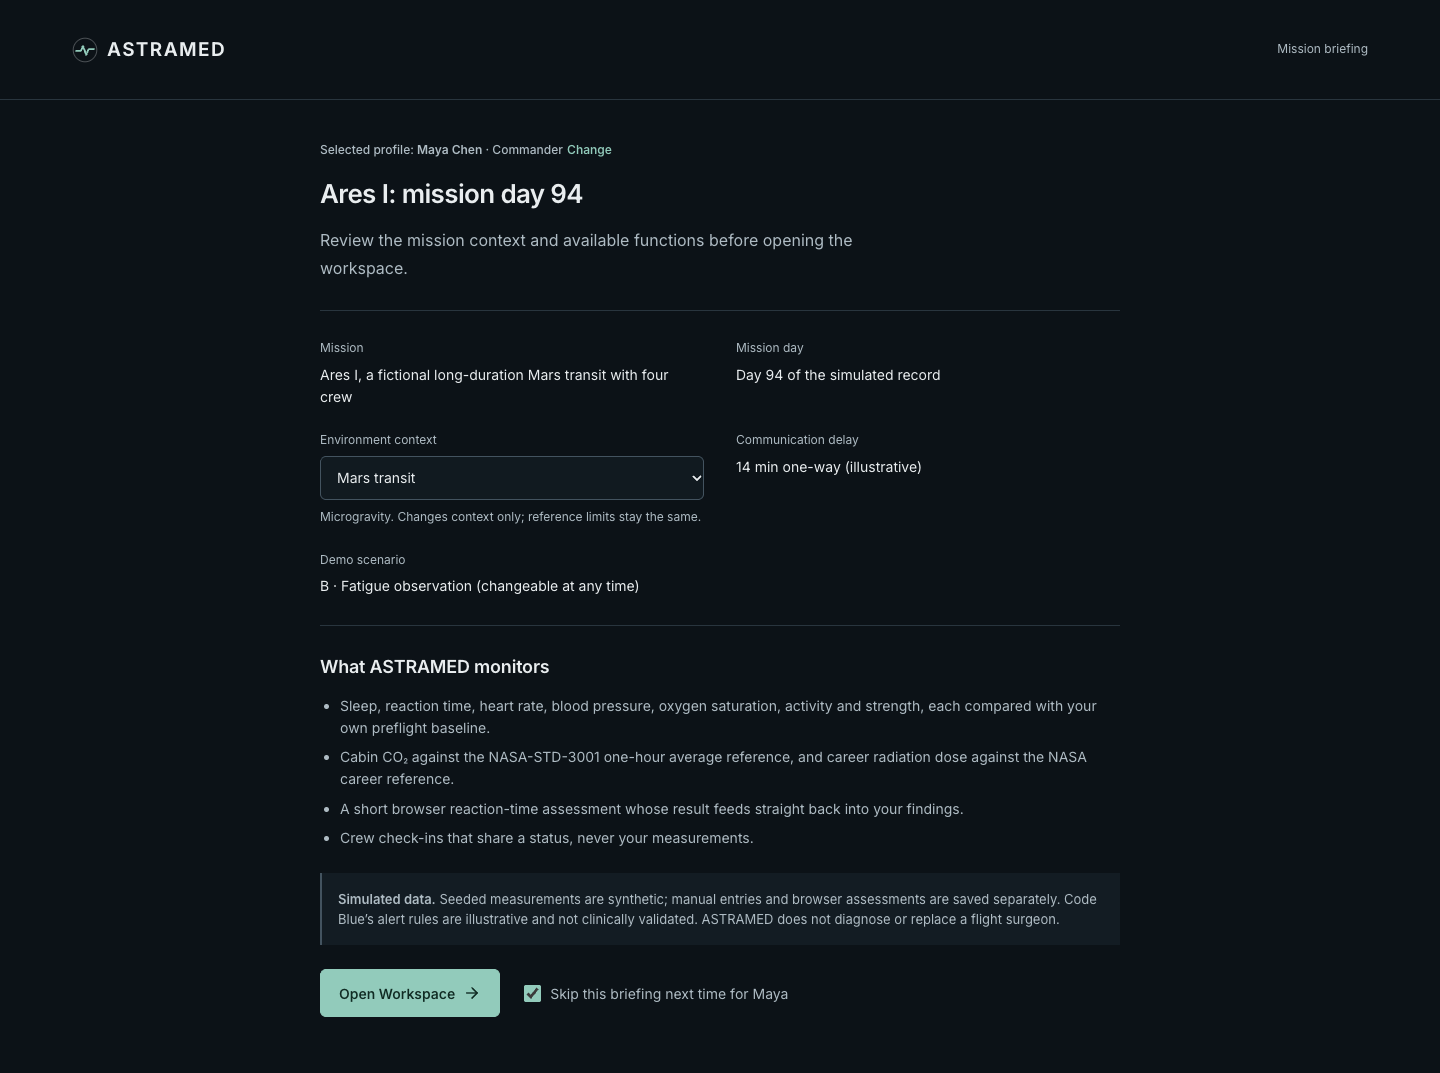 ASTRAMED
Mission briefing
Selected profile: Maya Chen · Commander Change
Ares I: mission day 94
Review the mission context and available functions before opening the
workspace.
Mission
Ares I, a fictional long-duration Mars transit with four
crew
Mission day
Day 94 of the simulated record
Environment context
Mars transit
Microgravity. Changes context only; reference limits stay the same.
Communication delay
14 min one-way (illustrative)
Demo scenario
B · Fatigue observation (changeable at any time)
What ASTRAMED monitors
• Sleep, reaction time, heart rate, blood pressure, oxygen saturation, activity and strength, each compared with your
own preflight baseline.
• Cabin CO₂ against the NASA-STD-3001 one-hour average reference, and career radiation dose against the NASA
career reference.
• A short browser reaction-time assessment whose result feeds straight back into your findings.
• Crew check-ins that share a status, never your measurements.
Simulated data. Seeded measurements are synthetic; manual entries and browser assessments are saved separately. Code
Blue’s alert rules are illustrative and not clinically validated. ASTRAMED does not diagnose or replace a flight surgeon.
Open Workspace →
Skip this briefing next time for Maya